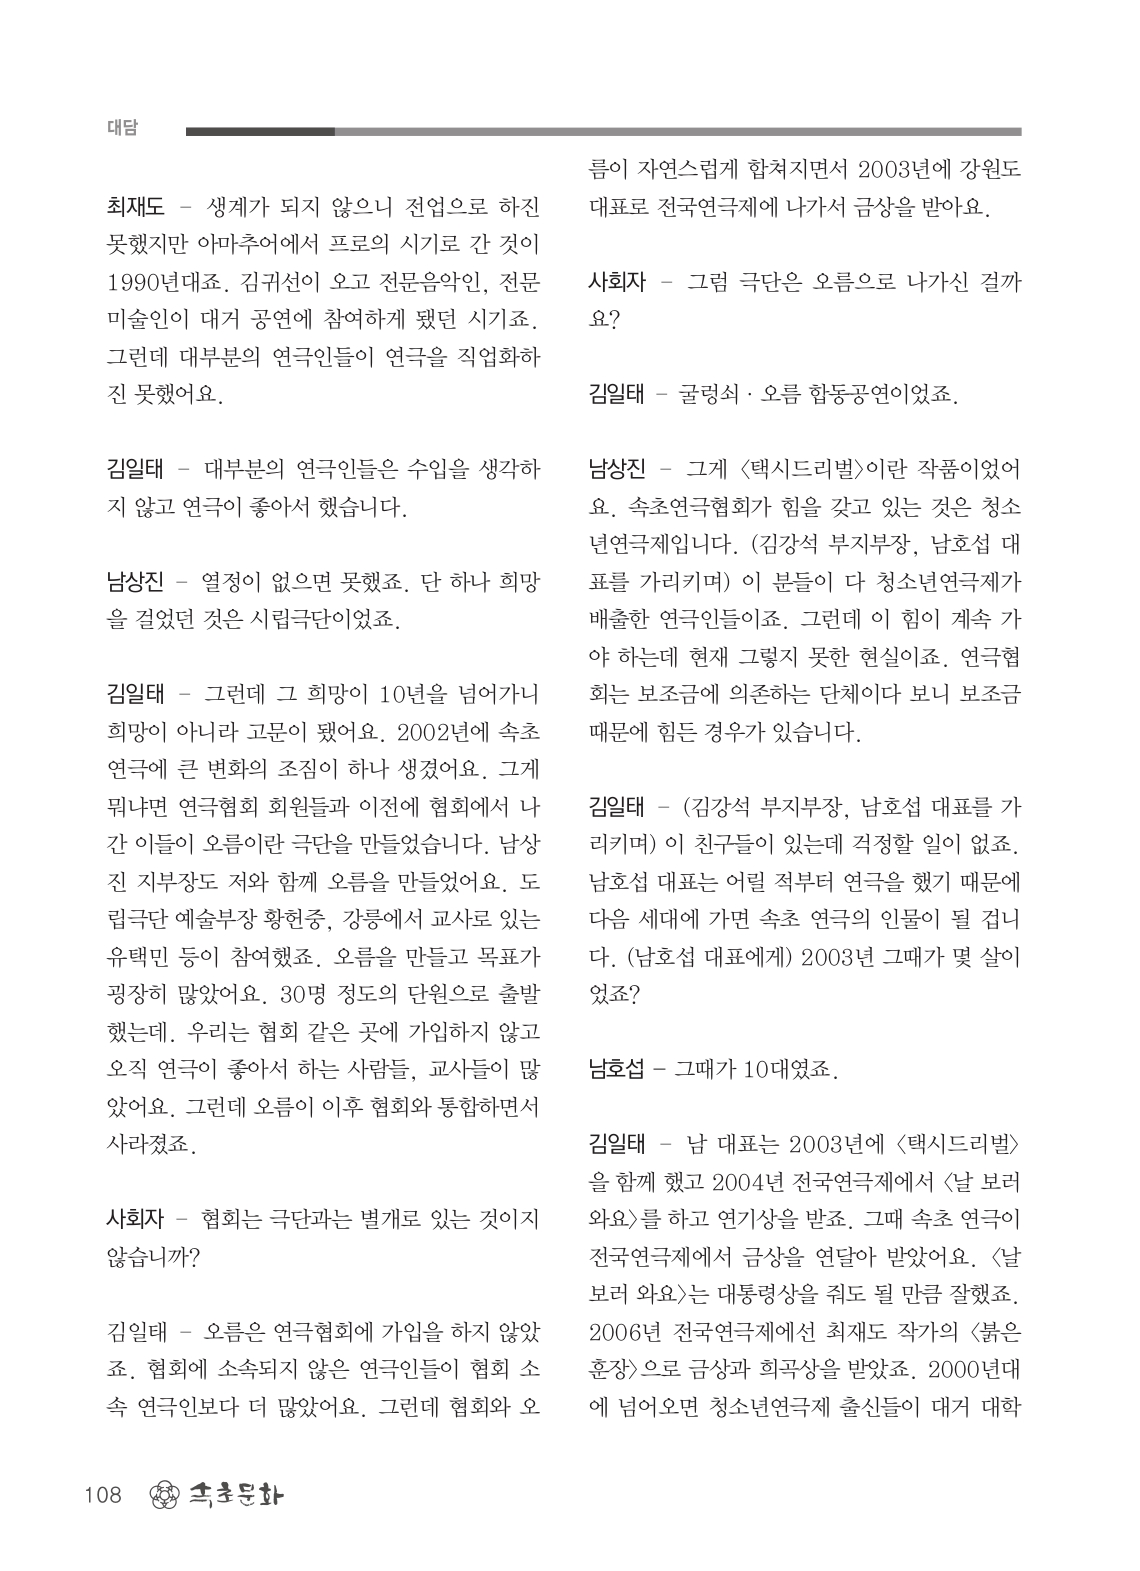 대담
최재도 – 생계가 되지 않으니 전업으로 하진
못했지만 아마추어에서 프로의 시기로 간 것이
1990년대죠. 김귀선이 오고 전문음악인, 전문
미술인이 대거 공연에 참여하게 됐던 시기죠.
그런데 대부분의 연극인들이 연극을 직업화하
진 못했어요.
김일태 – 대부분의 연극인들은 수입을 생각하
지 않고 연극이 좋아서 했습니다.
남상진 – 열정이 없으면 못했죠. 단 하나 희망
을 걸었던 것은 시립극단이었죠.
김일태 – 그런데 그 희망이 10년을 넘어가니
희망이 아니라 고문이 됐어요. 2002년에 속초
연극에 큰 변화의 조짐이 하나 생겼어요. 그게
뭐냐면 연극협회 회원들과 이전에 협회에서 나
간 이들이 오름이란 극단을 만들었습니다. 남상
진 지부장도 저와 함께 오름을 만들었어요. 도
립극단 예술부장 황헌중, 강릉에서 교사로 있는
유택민 등이 참여했죠. 오름을 만들고 목표가
굉장히 많았어요. 30명 정도의 단원으로 출발
했는데. 우리는 협회 같은 곳에 가입하지 않고
오직 연극이 좋아서 하는 사람들, 교사들이 많
았어요. 그런데 오름이 이후 협회와 통합하면서
사라졌죠.
사회자 – 협회는 극단과는 별개로 있는 것이지
않습니까?
김일태 – 오름은 연극협회에 가입을 하지 않았
죠. 협회에 소속되지 않은 연극인들이 협회 소
속 연극인보다 더 많았어요. 그런데 협회와 오
름이 자연스럽게 합쳐지면서 2003년에 강원도
대표로 전국연극제에 나가서 금상을 받아요.
사회자 – 그럼 극단은 오름으로 나가신 걸까
요?
김일태 – 굴렁쇠 · 오름 합동공연이었죠.
남상진 – 그게 〈택시드리벌〉이란 작품이었어
요. 속초연극협회가 힘을 갖고 있는 것은 청소
년연극제입니다. (김강석 부지부장, 남호섭 대
표를 가리키며) 이 분들이 다 청소년연극제가
배출한 연극인들이죠. 그런데 이 힘이 계속 가
야 하는데 현재 그렇지 못한 현실이죠. 연극협
회는 보조금에 의존하는 단체이다 보니 보조금
때문에 힘든 경우가 있습니다.
김일태 – (김강석 부지부장, 남호섭 대표를 가
리키며) 이 친구들이 있는데 걱정할 일이 없죠.
남호섭 대표는 어릴 적부터 연극을 했기 때문에
다음 세대에 가면 속초 연극의 인물이 될 겁니
다. (남호섭 대표에게) 2003년 그때가 몇 살이
었죠?
남호섭 – 그때가 10대였죠.
김일태 – 남 대표는 2003년에 〈택시드리벌〉
을 함께 했고 2004년 전국연극제에서 〈날 보러
와요〉를 하고 연기상을 받죠. 그때 속초 연극이
전국연극제에서 금상을 연달아 받았어요. 〈날
보러 와요〉는 대통령상을 줘도 될 만큼 잘했죠.
2006년 전국연극제에선 최재도 작가의 〈붉은
훈장〉으로 금상과 희곡상을 받았죠. 2000년대
에 넘어오면 청소년연극제 출신들이 대거 대학
108 속초문화